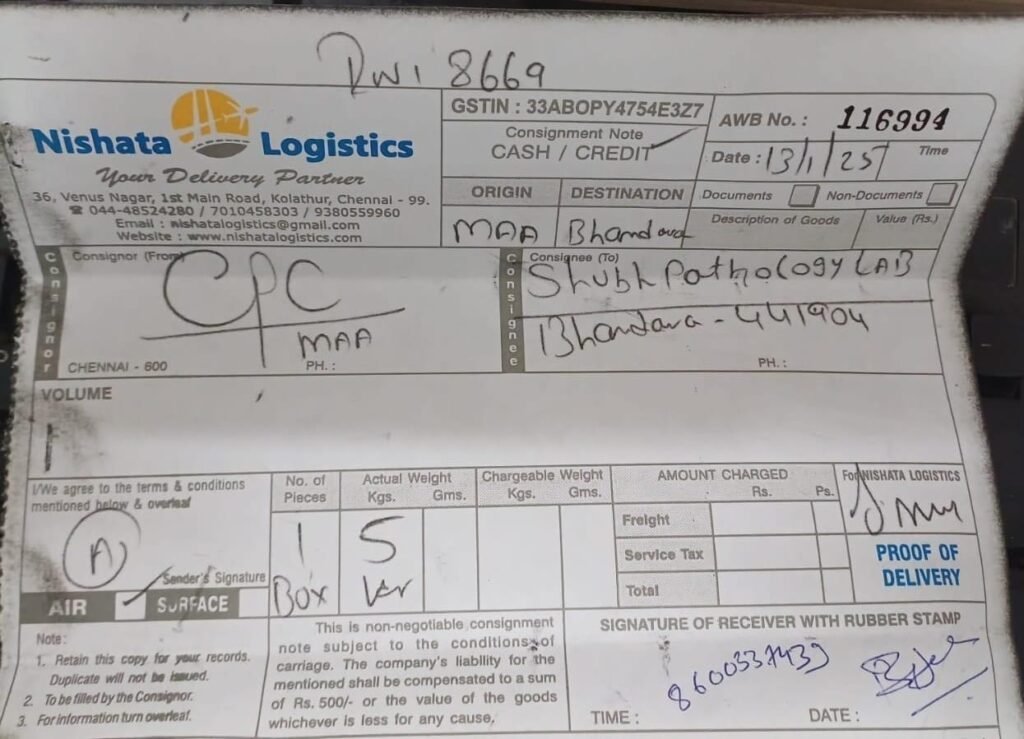 8669
Nishata Logistics
Your Delivery Partner
36, Venus Nagar, 1st Main Road, Kolathur, Chennai - 99.
☎ 044-48524280 / 7010458303 / 9380559960
Email : nishatalogistics@gmail.com
Website : www.nishatalogistics.com
GSTIN : 33ABOPY4754E3Z7
Consignment Note
CASH / CREDIT
AWB No. : 116994
Date : 13/1/25 Time
ORIGIN DESTINATION Documents Non-Documents
MAA Bhandara Description of Goods Value (Rs.)
Consignor
Consignor (From)
CPC
MAA
CHENNAI - 600 PH. :
Consignee
Consignee (To)
Shubh Pathology LAB
Bhandara - 441904
PH. :
VOLUME
I/We agree to the terms & conditions
mentioned below & overleaf
A
Sender's Signature
AIR SURFACE
No. of Pieces
1
Box
Actual Weight
Kgs. Gms.
5
Chargeable Weight
Kgs. Gms.
AMOUNT CHARGED
Rs. Ps.
Freight
Service Tax
Total
For NISHATA LOGISTICS
PROOF OF
DELIVERY
Note :
1. Retain this copy for your records.
Duplicate will not be issued.
2. To be filled by the Consignor.
3. For information turn overleaf.
This is non-negotiable consignment
note subject to the conditions of
carriage. The company's liability for the
mentioned shall be compensated to a sum
of Rs. 500/- or the value of the goods
whichever is less for any cause.
SIGNATURE OF RECEIVER WITH RUBBER STAMP
8600337439
TIME : DATE :